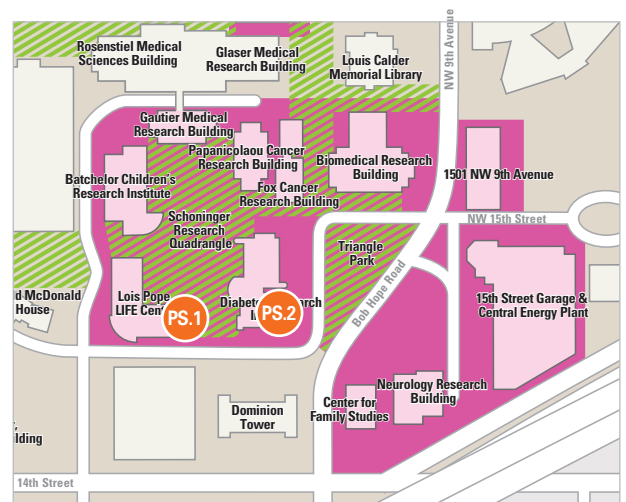 Rosenstiel Medical
Sciences Building
Glaser Medical
Research Building
Louis Calder
Memorial Library
NW 9th Avenue
Gautier Medical
Research Building
Papanicolaou Cancer
Research Building
Biomedical Research
Building
1501 NW 9th Avenue
Batchelor Children's
Research Institute
Fox Cancer
Research Building
Schoninger
Research
Quadrangle
NW 15th Street
Triangle
Park
Bob Hope Road
d McDonald
House
Lois Pope
LIFE Cent
PS.1
Diabet
rch
I
PS.2
15th Street Garage &
Central Energy Plant
Neurology Research
Building
Center for
Family Studies
Dominion
Tower
ilding
14th Street